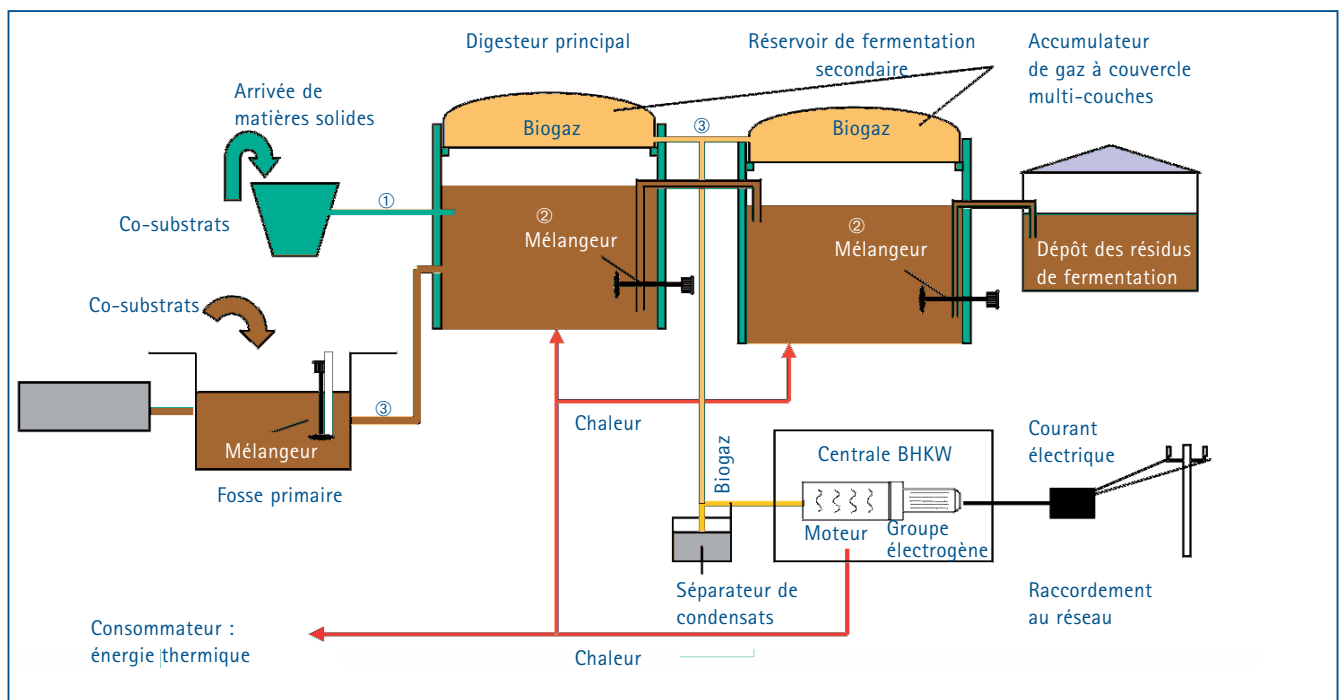 Digesteur principal
Réservoir de fermentation
secondaire
Accumulateur
de gaz à couvercle
multi-couches
Arrivée de
matières solides
Biogaz
③
Biogaz
①
Co-substrats
②
Mélangeur
②
Mélangeur
Dépôt des résidus
de fermentation
Co-substrats
③
Mélangeur
Fosse primaire
Chaleur
Biogaz
Centrale BHKW
Courant
électrique
Moteur
Groupe
électrogène
Séparateur de
condensats
Raccordement
au réseau
Consommateur :
énergie thermique
Chaleur